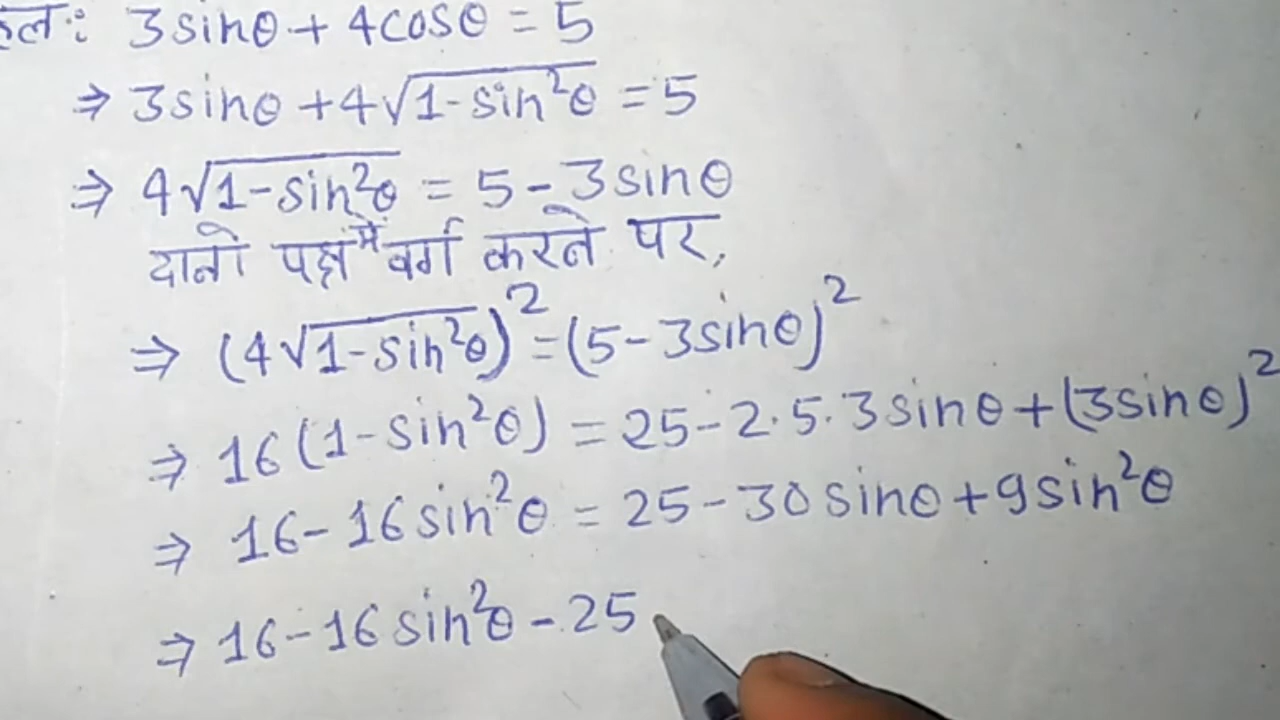 हलः 3sinθ + 4cosθ = 5
⇒ 3sinθ + 4√1-sin²θ = 5
⇒ 4√1-sin²θ = 5 - 3sinθ
दानो पक्ष में वर्ग करने पर,
⇒ (4√1-sin²θ)² = (5 - 3sinθ)²
⇒ 16(1-sin²θ) = 25 - 2.5.3sinθ + (3sinθ)²
⇒ 16 - 16sin²θ = 25 - 30sinθ + 9sin²θ
⇒ 16 - 16sin²θ - 25